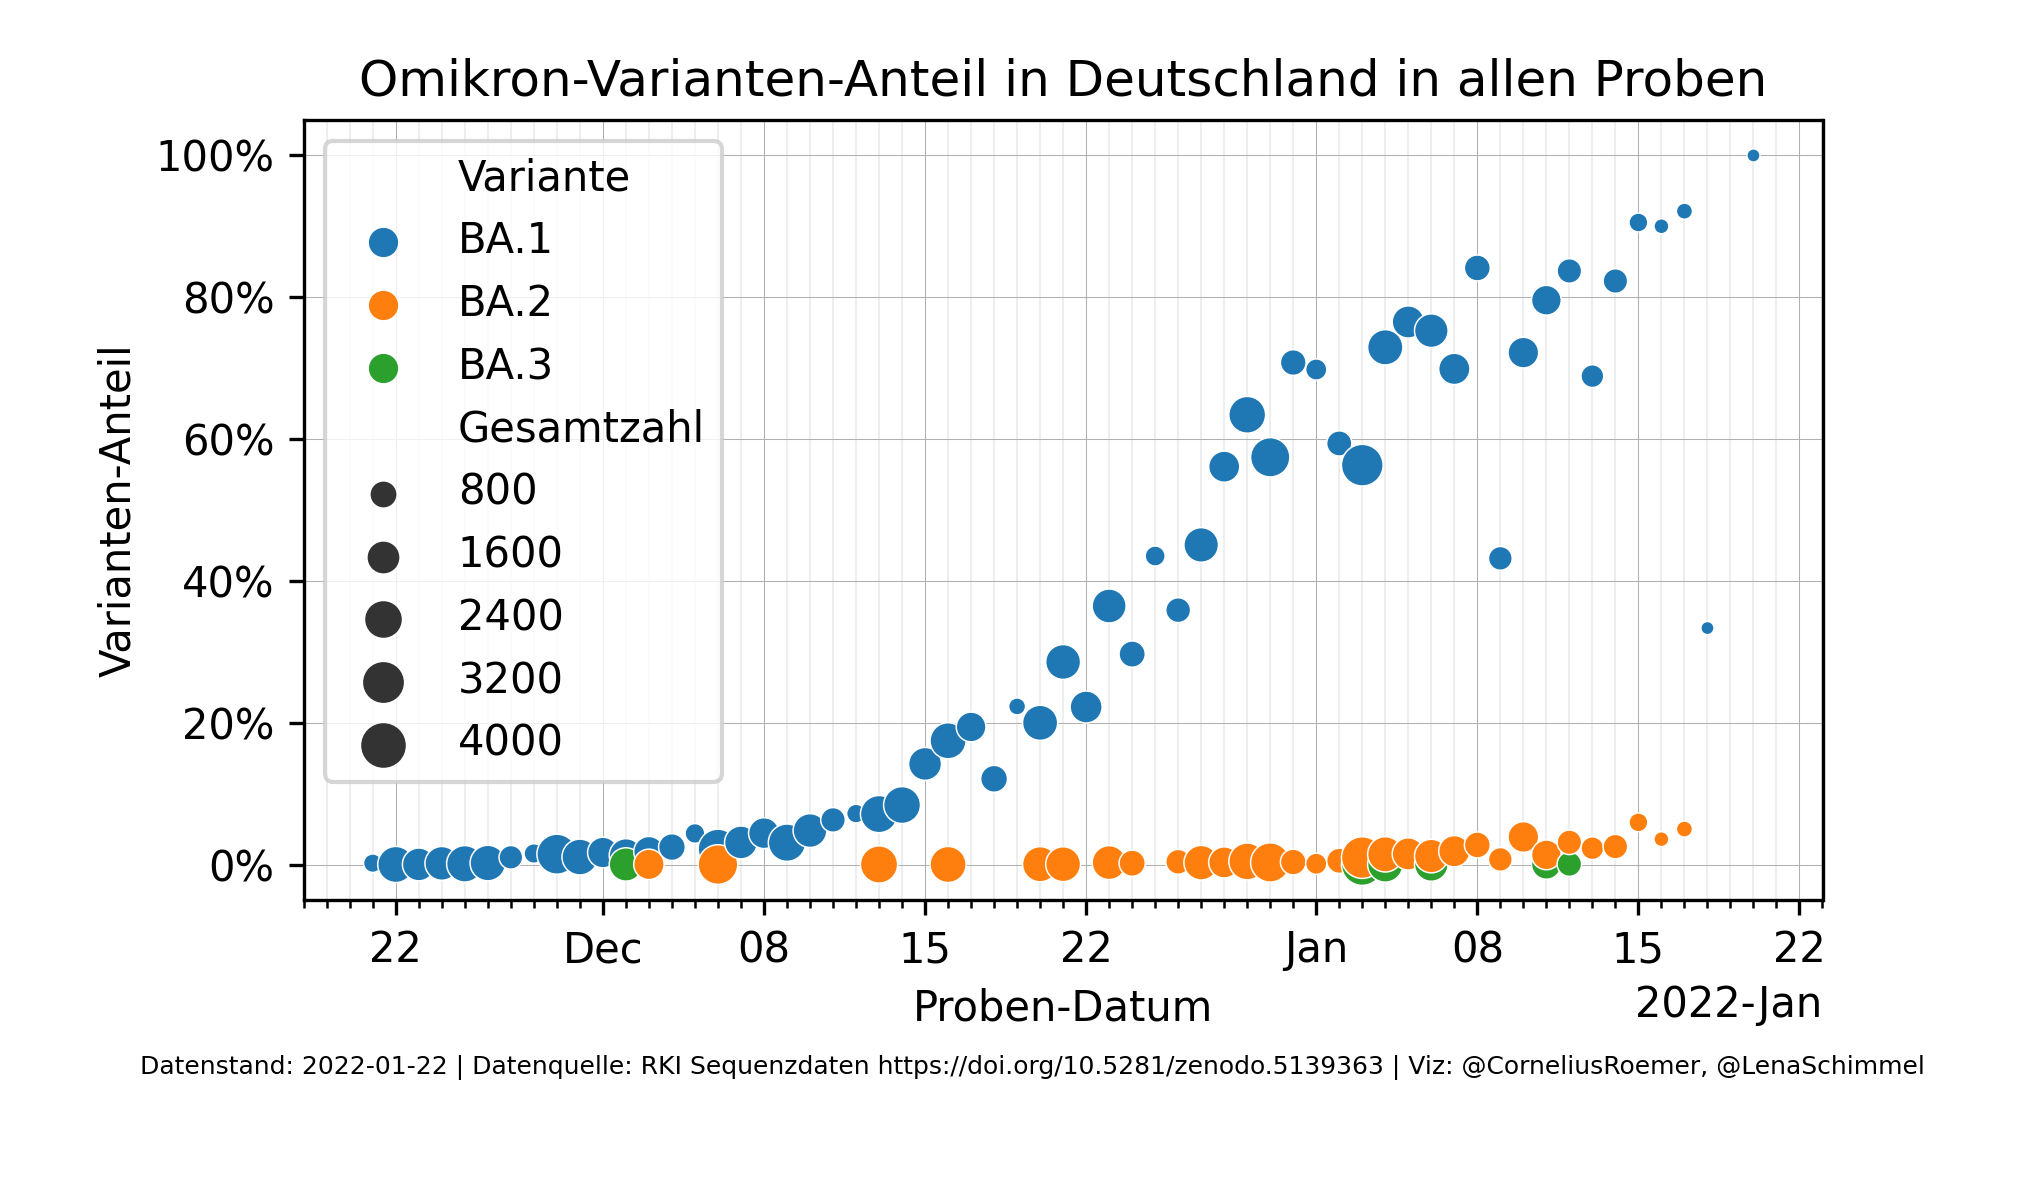 Omikron-Varianten-Anteil in Deutschland in allen Proben
Varianten-Anteil
100%
80%
60%
40%
20%
0%
Variante
BA.1
BA.2
BA.3
Gesamtzahl
800
1600
2400
3200
4000
22 Dec 08 15 22 Jan 08 15 22
2022-Jan
Proben-Datum
Datenstand: 2022-01-22 | Datenquelle: RKI Sequenzdaten https://doi.org/10.5281/zenodo.5139363 | Viz: @CorneliusRoemer, @LenaSchimmel